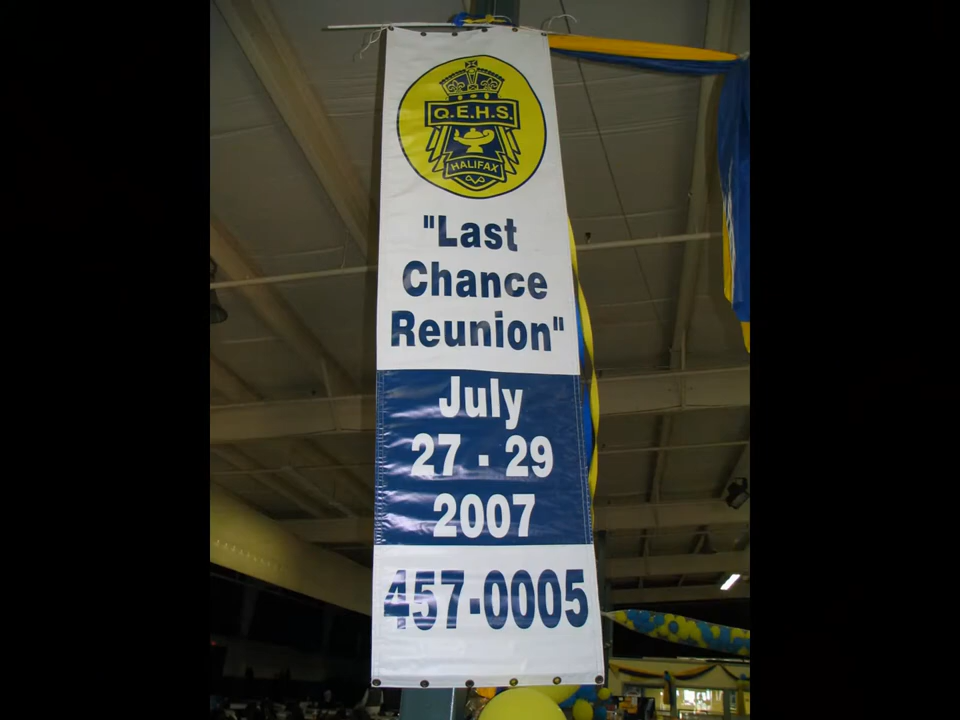 Q.E.H.S.
HALIFAX
"Last
Chance
Reunion"
July
27 - 29
2007
457-0005